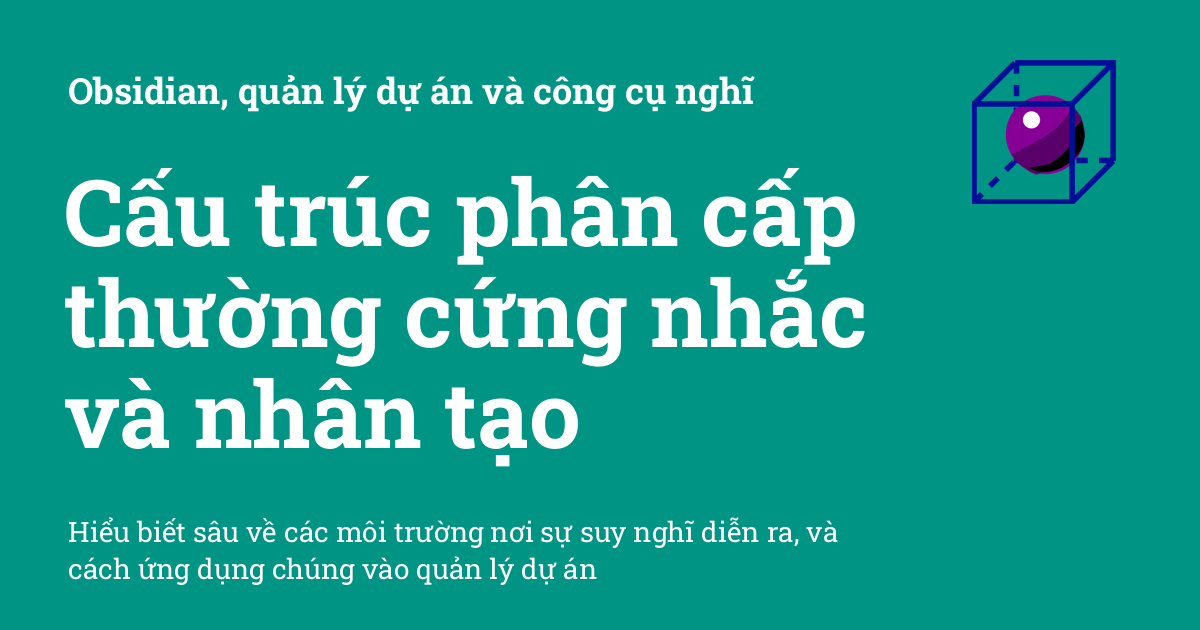 Obsidian, quản lý dự án và công cụ nghĩ
Cấu trúc phân cấp
thường cứng nhắc
và nhân tạo
Hiểu biết sâu về các môi trường nơi sự suy nghĩ diễn ra, và
cách ứng dụng chúng vào quản lý dự án